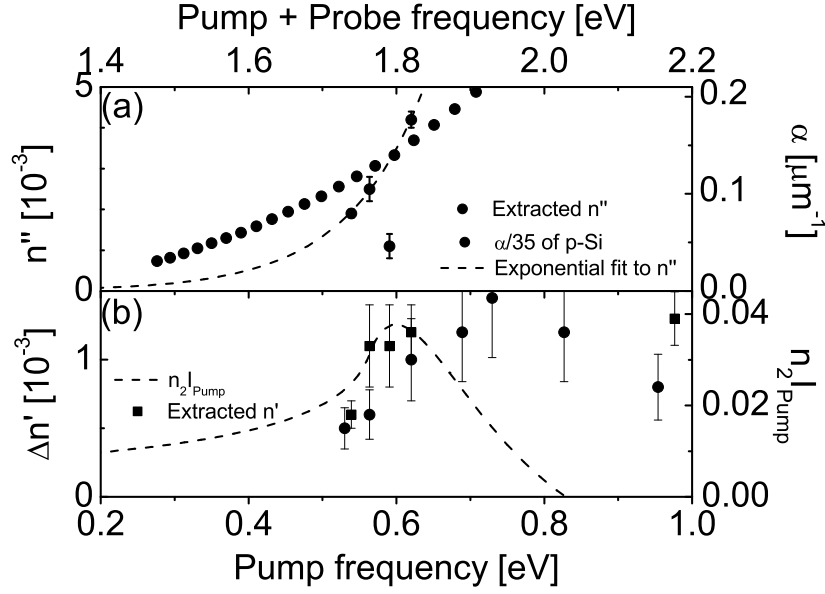 Pump + Probe frequency [eV]
1.4 1.6 1.8 2.0 2.2
(a)
5
0
n'' [10⁻³]
0.2
0.1
0.0
α [μm⁻¹]
Extracted n''
α/35 of p-Si
Exponential fit to n''
(b)
1
0
Δn' [10⁻³]
0.04
0.02
0.00
n₂I_Pump
n₂I_Pump
Extracted n'
0.2 0.4 0.6 0.8 1.0
Pump frequency [eV]